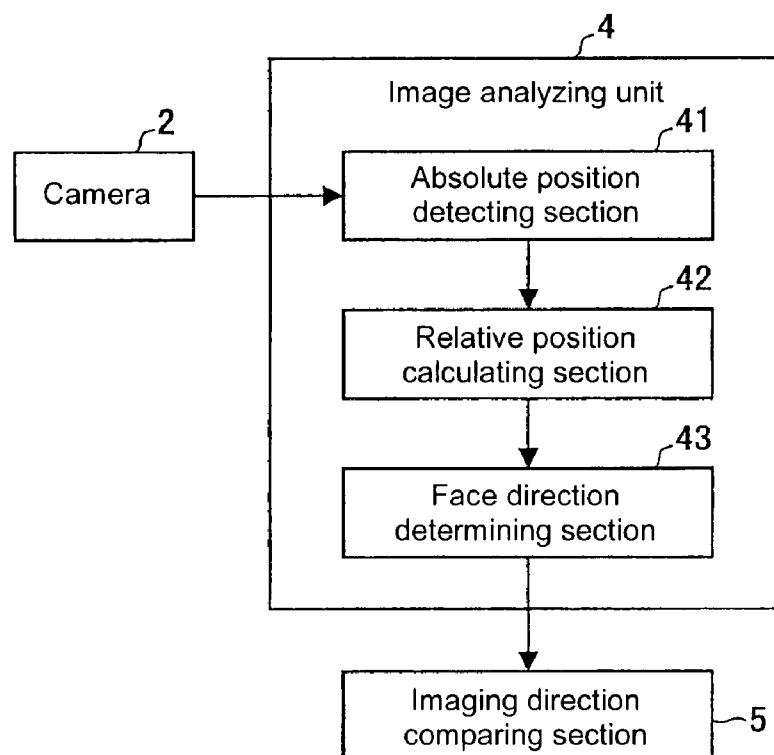 4
Image analyzing unit
2
Camera
41
Absolute position
detecting section
42
Relative position
calculating section
43
Face direction
determining section
Imaging direction
comparing section
5